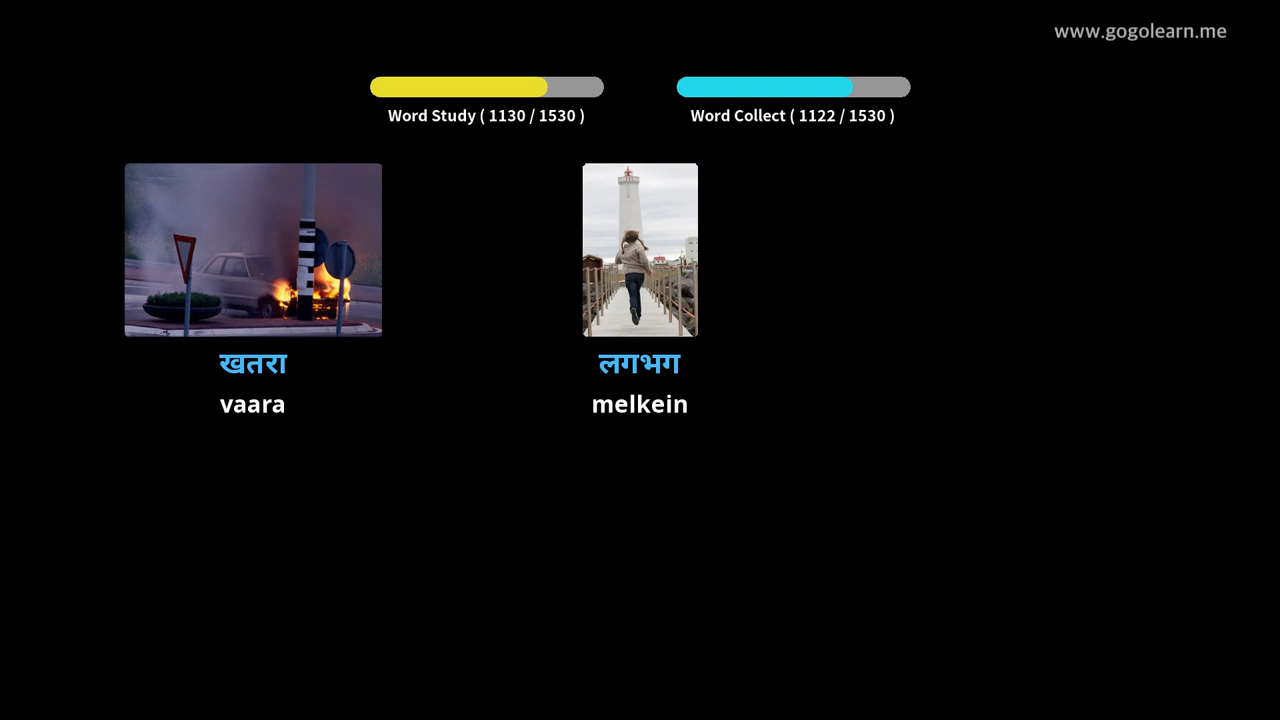 www.gogolearn.me
Word Study ( 1130 / 1530 )
Word Collect ( 1122 / 1530 )
खतरा
vaara
लगभग
melkein